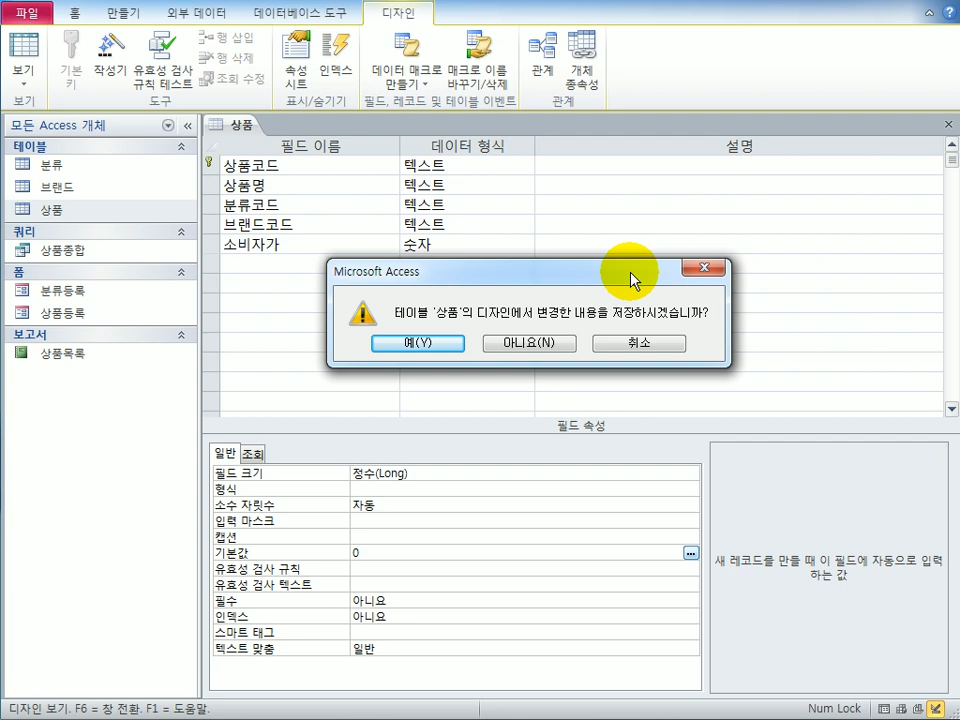 파일 홈 만들기 외부 데이터 데이터베이스 도구 디자인
보기 기본 키 작성기 유효성 검사 규칙 테스트 행 삽입 행 삭제 조회 수정 속성 시트 인덱스 데이터 매크로 만들기 매크로 이름 바꾸기/삭제 관계 개체 종속성
보기 도구 표시/숨기기 필드, 레코드 및 테이블 이벤트 관계
모든 Access 개체 «
상품
테이블
분류
브랜드
상품
쿼리
상품종합
폼
분류등록
상품등록
보고서
상품목록
필드 이름 데이터 형식 설명
상품코드 텍스트
상품명 텍스트
분류코드 텍스트
브랜드코드 텍스트
소비자가 숫자
Microsoft Access
테이블 '상품'의 디자인에서 변경한 내용을 저장하시겠습니까?
예(Y) 아니요(N) 취소
필드 속성
일반 조회
필드 크기 정수(Long)
형식
소수 자릿수 자동
입력 마스크
캡션
기본값 0
유효성 검사 규칙
유효성 검사 텍스트
필수 아니요
인덱스 아니요
스마트 태그
텍스트 맞춤 일반
새 레코드를 만들 때 이 필드에 자동으로 입력
하는 값
디자인 보기. F6 = 창 전환. F1 = 도움말. Num Lock